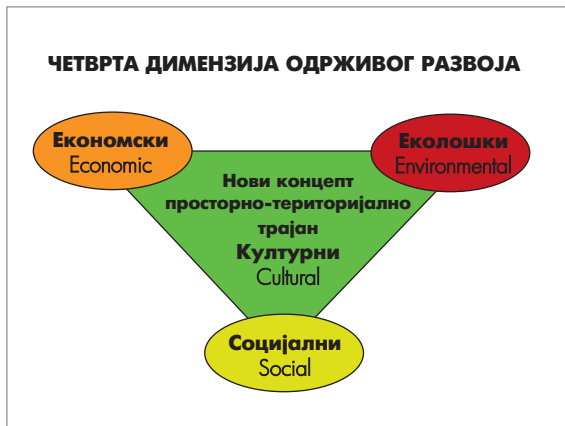 ЧЕТВРТА ДИМЕНЗИЈА ОДРЖИВОГ РАЗВОЈА
Економски
Economic
Еколошки
Environmental
Нови концепт
просторно-територијално
трајан
Културни
Cultural
Социјални
Social